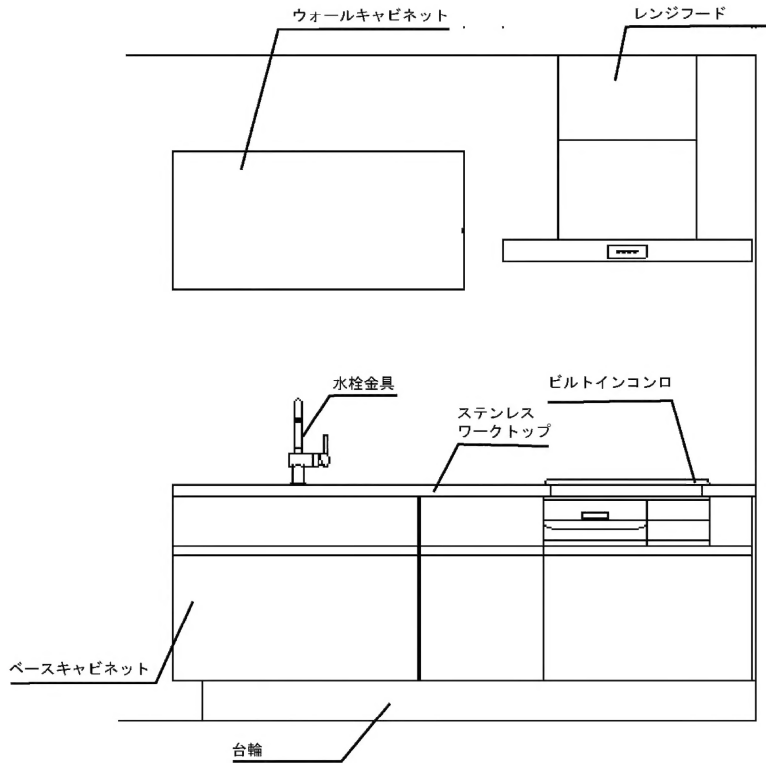 ウォールキャビネット
レンジフード
水栓金具
ビルトインコンロ
ステンレス
ワークトップ
ベースキャビネット
台輪